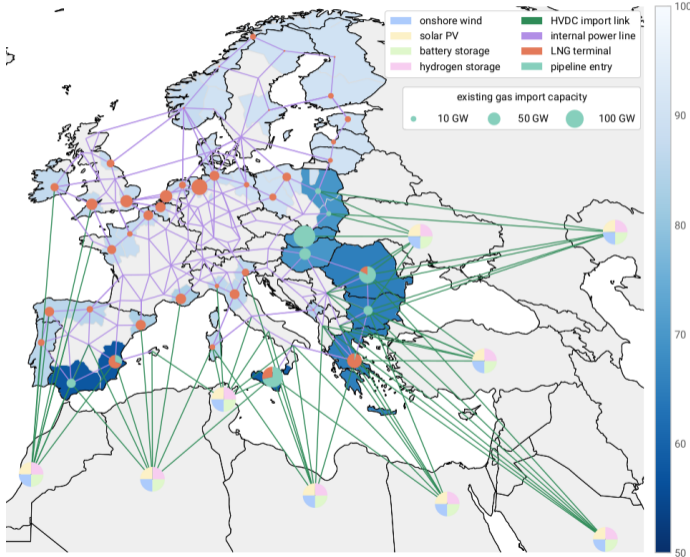 onshore wind
solar PV
battery storage
hydrogen storage
HVDC import link
internal power line
LNG terminal
pipeline entry
existing gas import capacity
10 GW 50 GW 100 GW
100
90
80
70
60
50